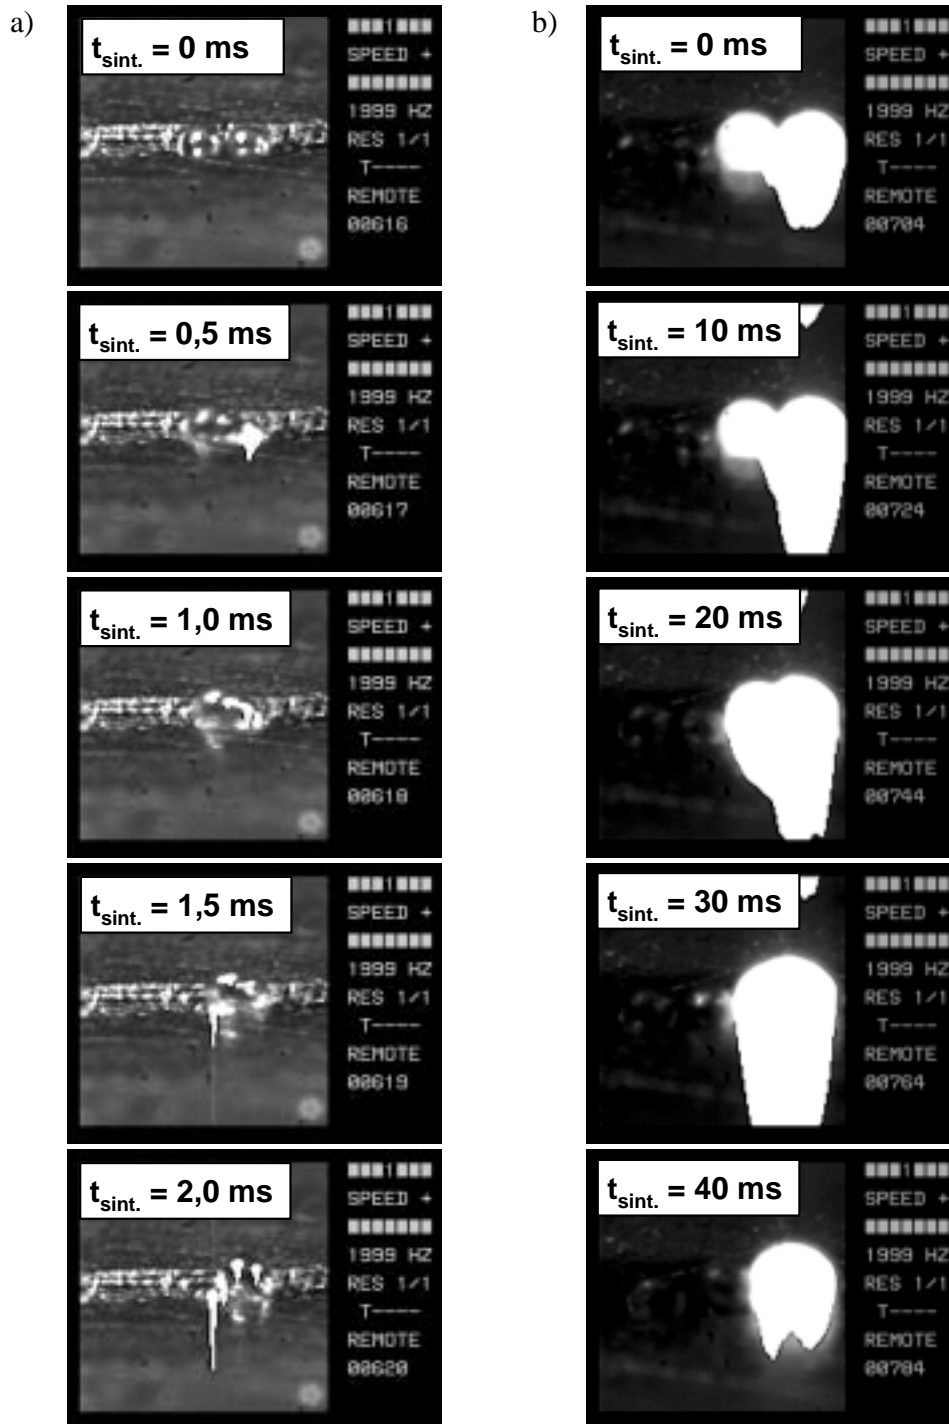 a)
t_sint. = 0 ms
SPEED +
1999 HZ
RES 1/1
T----
REMOTE
00616
t_sint. = 0,5 ms
SPEED +
1999 HZ
RES 1/1
T----
REMOTE
00617
t_sint. = 1,0 ms
SPEED +
1999 HZ
RES 1/1
T----
REMOTE
00618
t_sint. = 1,5 ms
SPEED +
1999 HZ
RES 1/1
T----
REMOTE
00619
t_sint. = 2,0 ms
SPEED +
1999 HZ
RES 1/1
T----
REMOTE
00620
b)
t_sint. = 0 ms
SPEED +
1999 HZ
RES 1/1
T----
REMOTE
00704
t_sint. = 10 ms
SPEED +
1999 HZ
RES 1/1
T----
REMOTE
00724
t_sint. = 20 ms
SPEED +
1999 HZ
RES 1/1
T----
REMOTE
00744
t_sint. = 30 ms
SPEED +
1999 HZ
RES 1/1
T----
REMOTE
00764
t_sint. = 40 ms
SPEED +
1999 HZ
RES 1/1
T----
REMOTE
00784